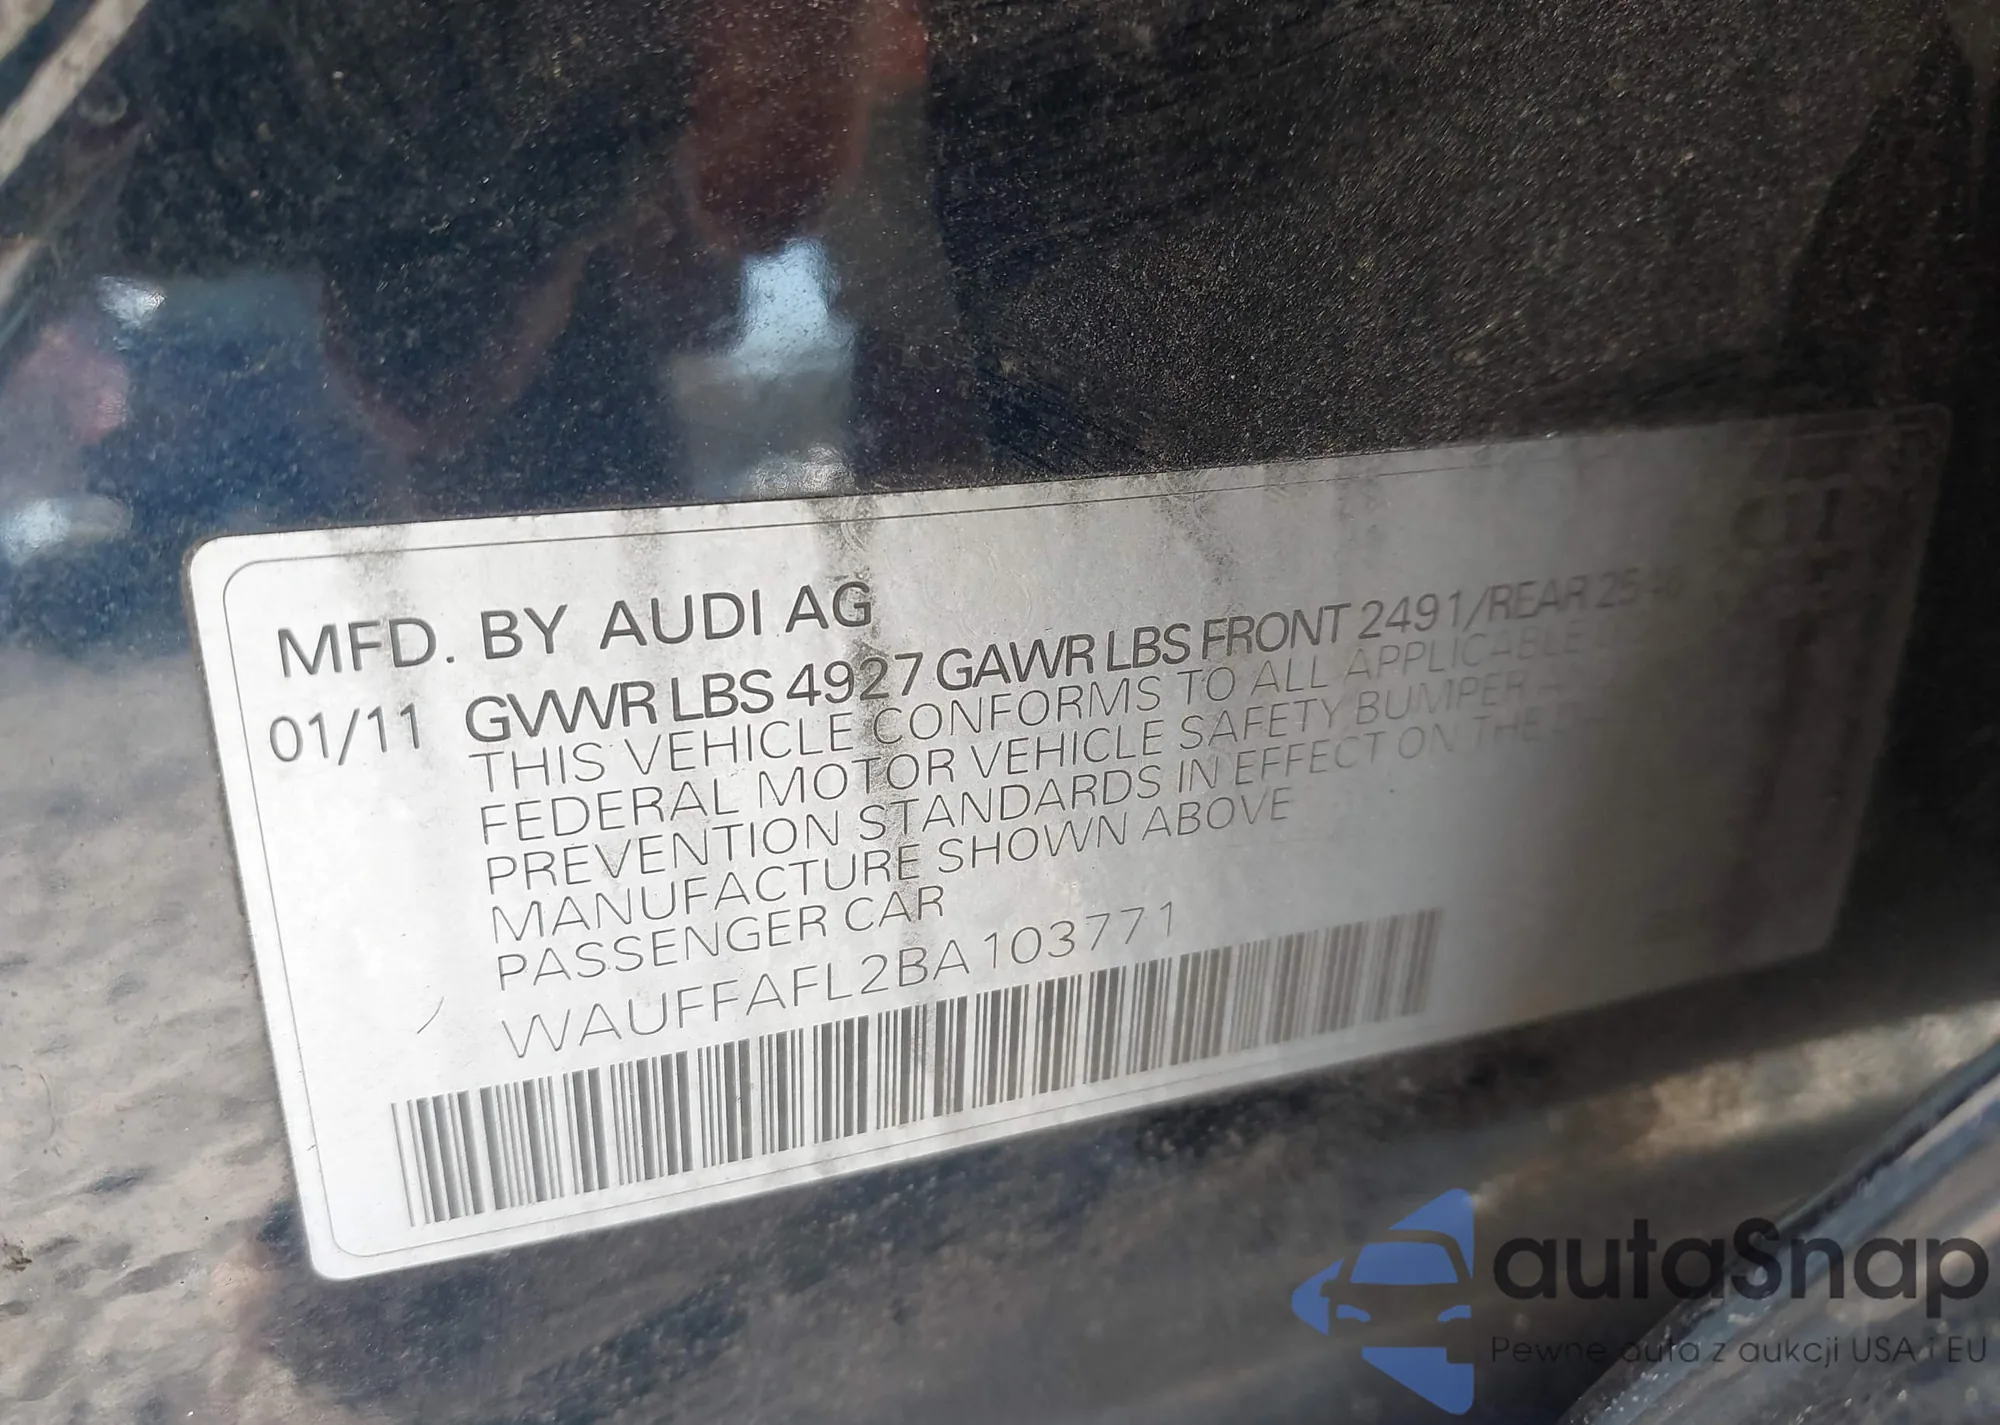 MFD. BY AUDI AG
01/11 GVWR LBS 4927 GAWR LBS FRONT 2491/REAR
THIS VEHICLE CONFORMS TO ALL APPLICABLE
FEDERAL MOTOR VEHICLE SAFETY BUMPER
PREVENTION STANDARDS IN EFFECT ON THE
MANUFACTURE SHOWN ABOVE
PASSENGER CAR
WAUFFAFL2BA103771
autaSnap
Pewne auta z aukcji USA i EU